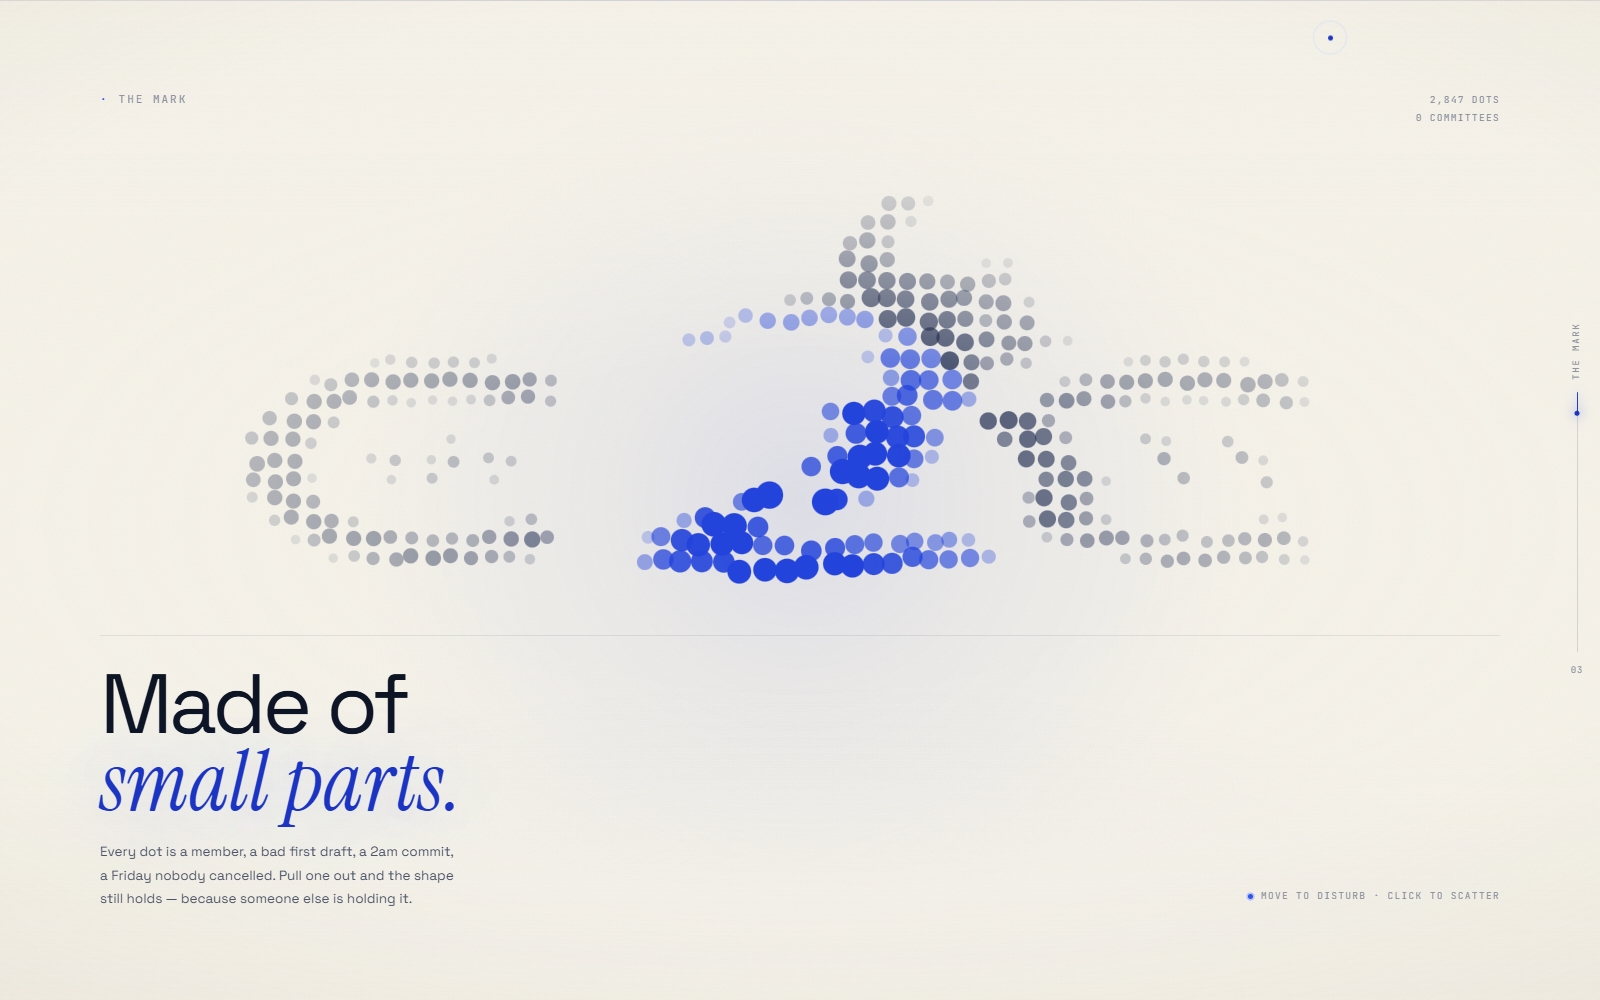 · THE MARK
2,847 DOTS
0 COMMITTEES
THE MARK
03
Made of
small parts.
Every dot is a member, a bad first draft, a 2am commit,
a Friday nobody cancelled. Pull one out and the shape
still holds — because someone else is holding it.
MOVE TO DISTURB · CLICK TO SCATTER